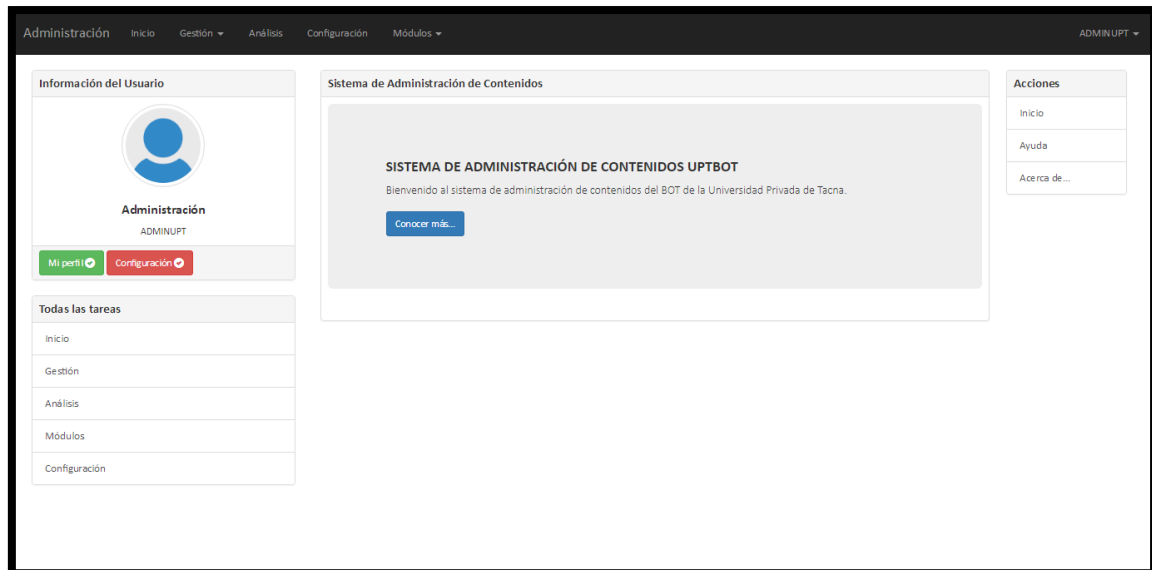 Administración Inicio Gestión Análisis Configuración Módulos ADMINUPT
Información del Usuario
Administración
ADMINUPT
Mi perfil Configuración
Todas las tareas
Inicio
Gestión
Análisis
Módulos
Configuración
Sistema de Administración de Contenidos
SISTEMA DE ADMINISTRACIÓN DE CONTENIDOS UPTBOT
Bienvenido al sistema de administración de contenidos del BOT de la Universidad Privada de Tacna.
Conocer más...
Acciones
Inicio
Ayuda
Acerca de...